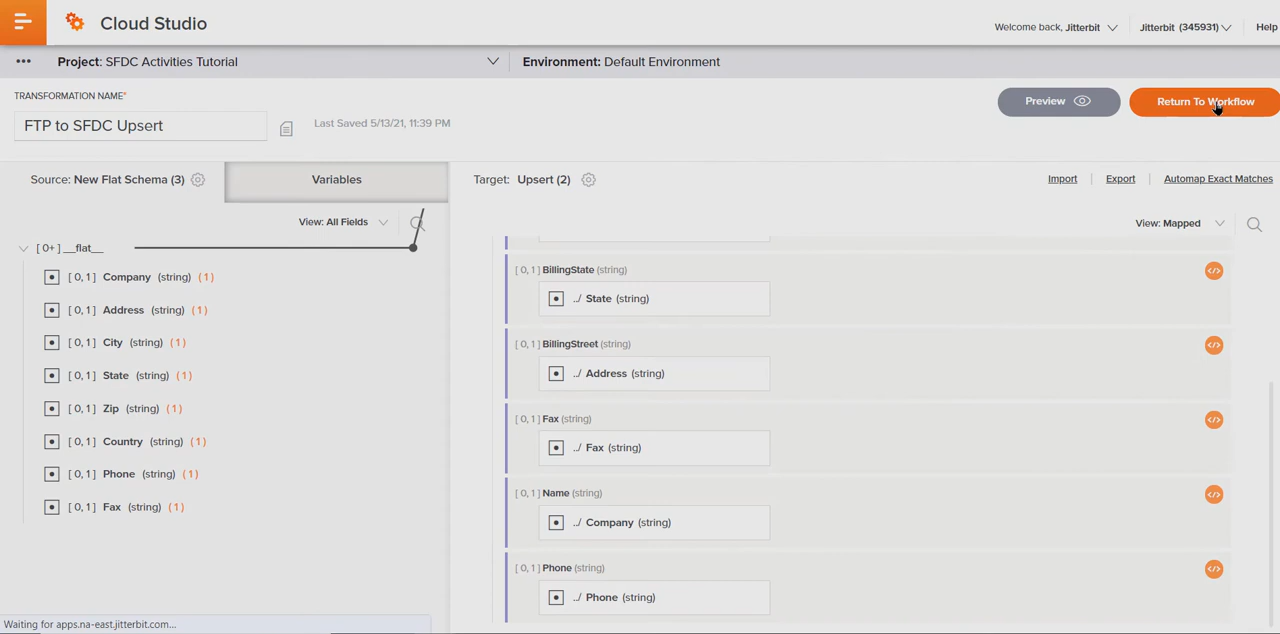 Cloud Studio
Welcome back, Jitterbit
Jitterbit (345931)
Help
Project: SFDC Activities Tutorial
Environment: Default Environment
TRANSFORMATION NAME*
FTP to SFDC Upsert
Last Saved 5/13/21, 11:39 PM
Preview
Return To Workflow
Source: New Flat Schema (3)
Variables
View: All Fields
[ 0+ ] __flat__
[ 0, 1 ] Company (string) ( 1 )
[ 0, 1 ] Address (string) ( 1 )
[ 0, 1 ] City (string) ( 1 )
[ 0, 1 ] State (string) ( 1 )
[ 0, 1 ] Zip (string) ( 1 )
[ 0, 1 ] Country (string) ( 1 )
[ 0, 1 ] Phone (string) ( 1 )
[ 0, 1 ] Fax (string) ( 1 )
Target: Upsert (2)
Import
Export
Automap Exact Matches
View: Mapped
[ 0, 1 ] BillingState (string)
../ State (string)
[ 0, 1 ] BillingStreet (string)
../ Address (string)
[ 0, 1 ] Fax (string)
../ Fax (string)
[ 0, 1 ] Name (string)
../ Company (string)
[ 0, 1 ] Phone (string)
../ Phone (string)
Waiting for apps.na-east.jitterbit.com...